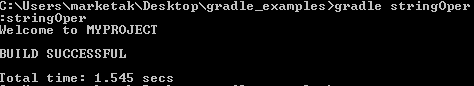 C:\Users\marketak\Desktop\gradle_examples>gradle stringOper
:stringOper
Welcome to MYPROJECT
BUILD SUCCESSFUL
Total time: 1.545 secs